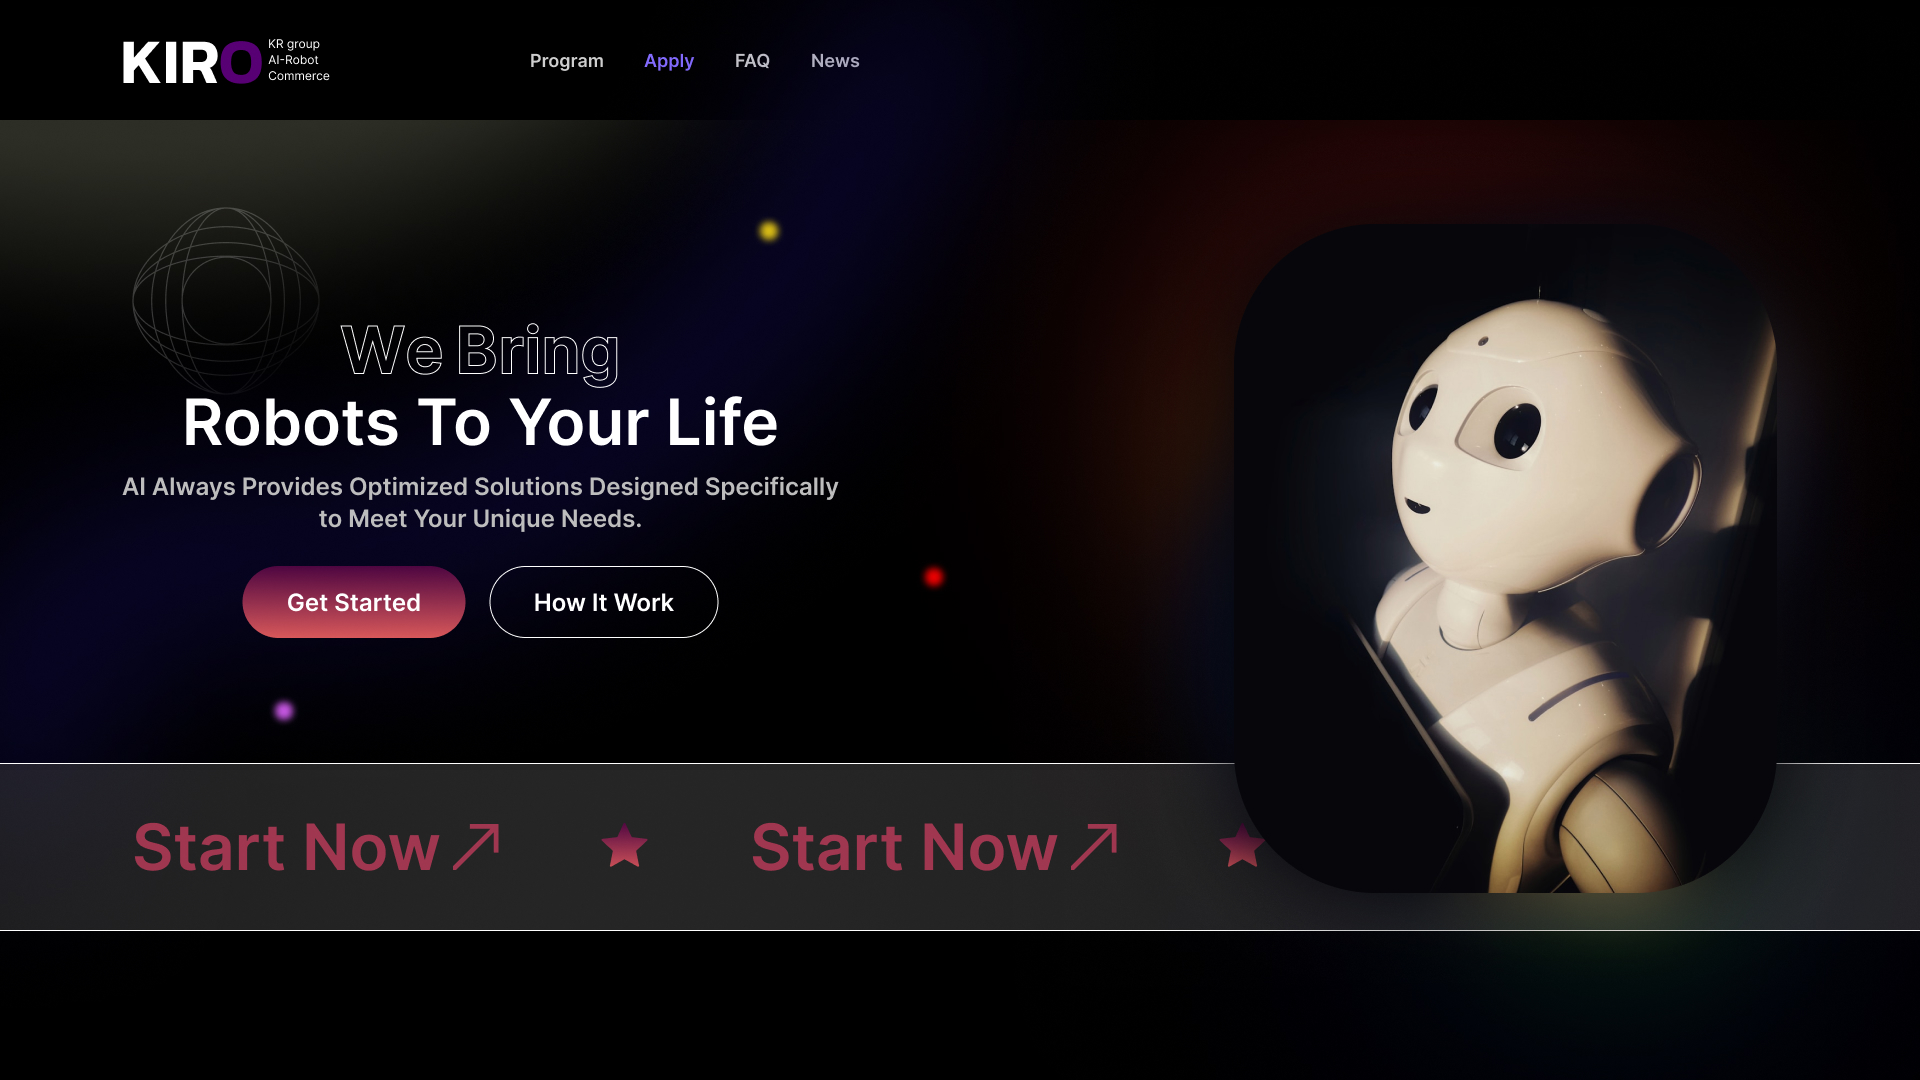 KIRO
KR group
AI-Robot
Commerce
Program
Apply
FAQ
News
We Bring
Robots To Your Life
AI Always Provides Optimized Solutions Designed Specifically
to Meet Your Unique Needs.
Get Started
How It Work
Start Now
Start Now